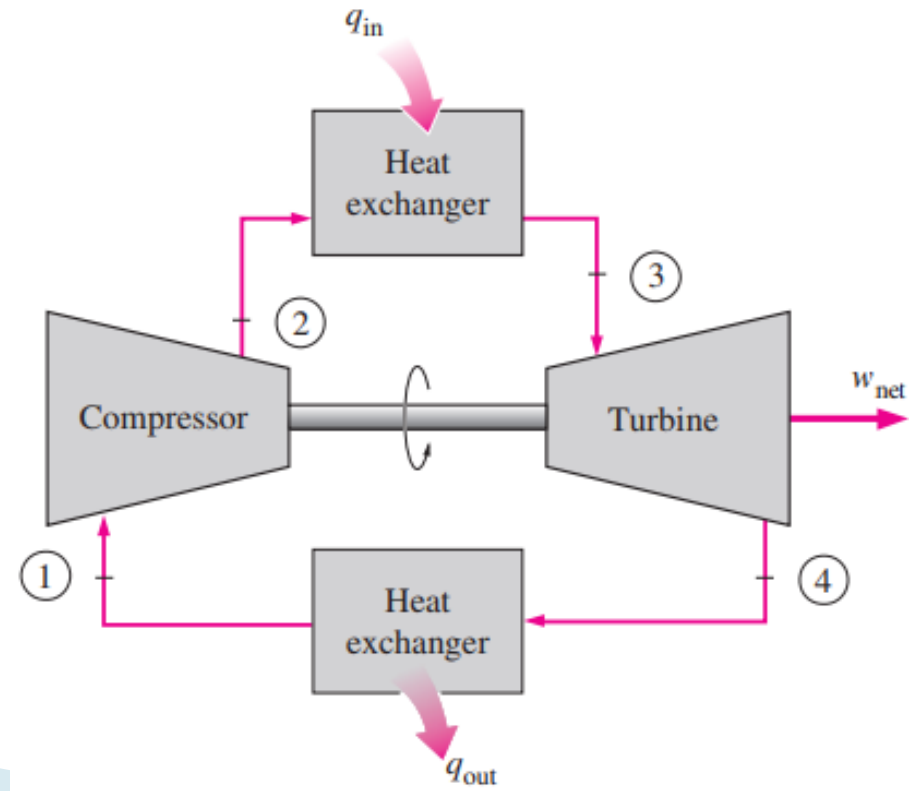 q_in
Heat
exchanger
3
2
Compressor
Turbine
w_net
1
4
Heat
exchanger
q_out